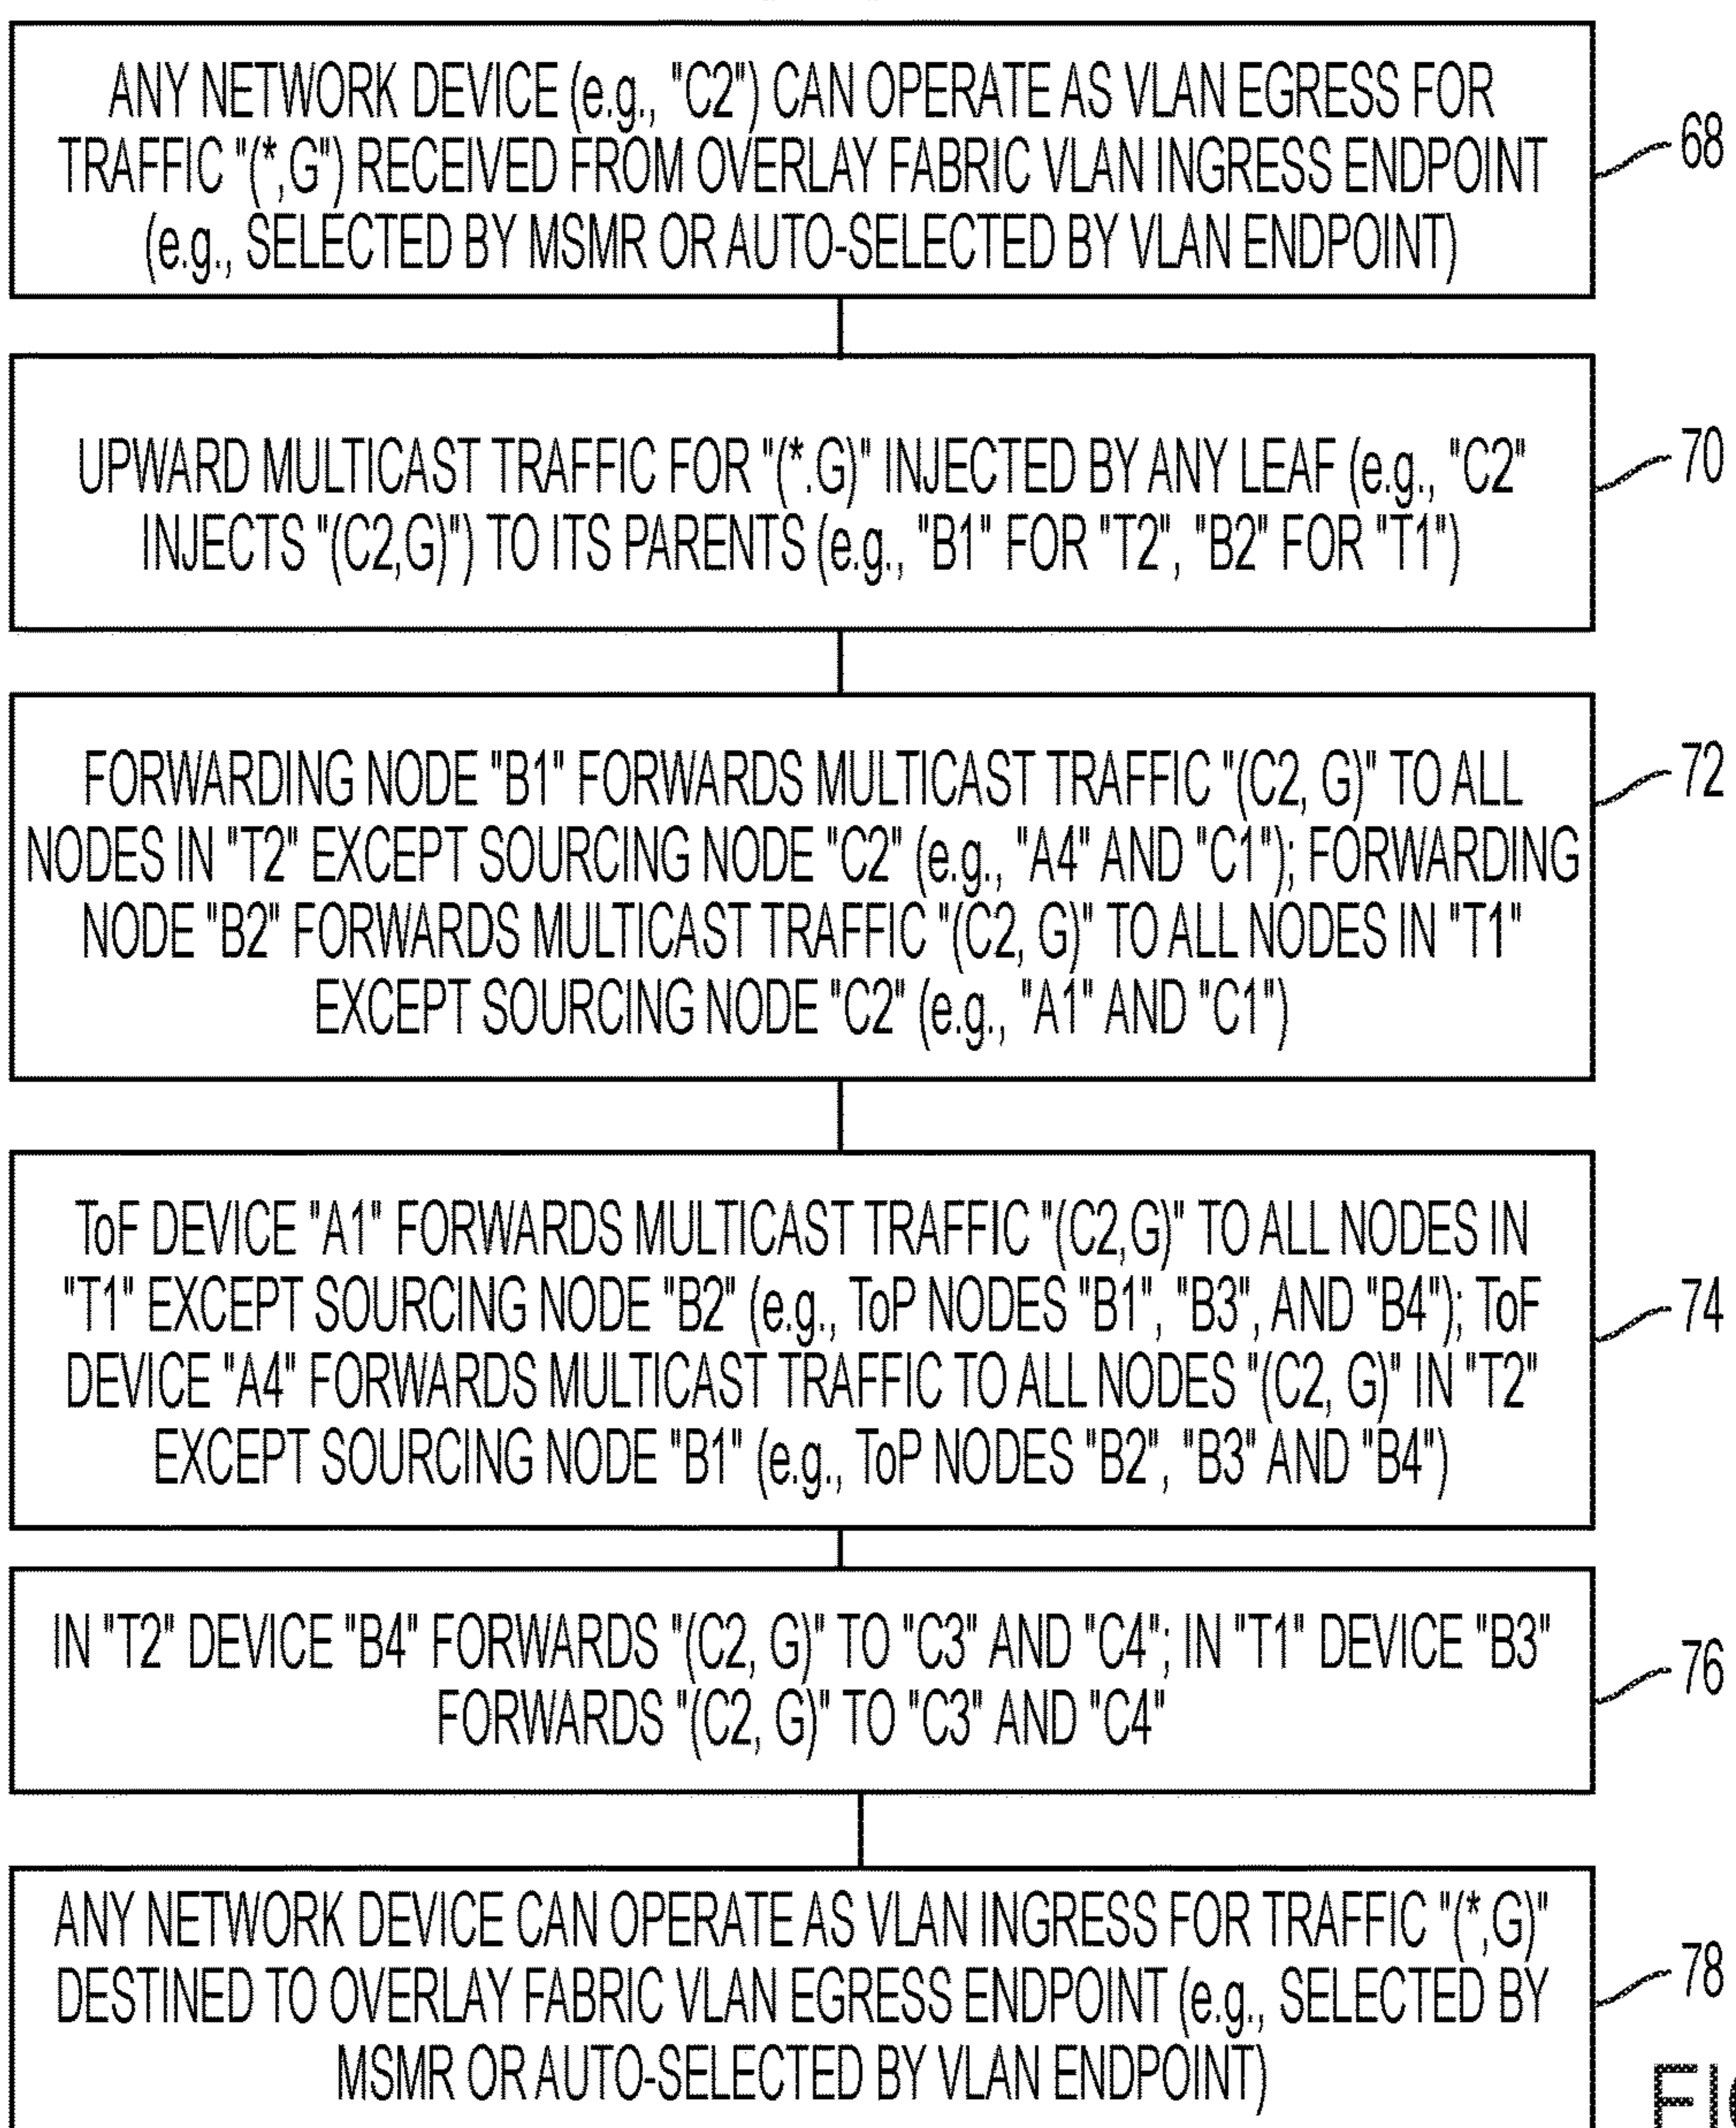 ANY NETWORK DEVICE (e.g., "C2") CAN OPERATE AS VLAN EGRESS FOR
TRAFFIC "(*,G") RECEIVED FROM OVERLAY FABRIC VLAN INGRESS ENDPOINT
(e.g., SELECTED BY MSMR OR AUTO-SELECTED BY VLAN ENDPOINT)
68
UPWARD MULTICAST TRAFFIC FOR "(*.G)" INJECTED BY ANY LEAF (e.g., "C2"
INJECTS "(C2,G)") TO ITS PARENTS (e.g., "B1" FOR "T2", "B2" FOR "T1")
70
FORWARDING NODE "B1" FORWARDS MULTICAST TRAFFIC "(C2, G)" TO ALL
NODES IN "T2" EXCEPT SOURCING NODE "C2" (e.g., "A4" AND "C1"); FORWARDING
NODE "B2" FORWARDS MULTICAST TRAFFIC "(C2, G)" TO ALL NODES IN "T1"
EXCEPT SOURCING NODE "C2" (e.g., "A1" AND "C1")
72
ToF DEVICE "A1" FORWARDS MULTICAST TRAFFIC "(C2,G)" TO ALL NODES IN
"T1" EXCEPT SOURCING NODE "B2" (e.g., ToP NODES "B1", "B3", AND "B4"); ToF
DEVICE "A4" FORWARDS MULTICAST TRAFFIC TO ALL NODES "(C2, G)" IN "T2"
EXCEPT SOURCING NODE "B1" (e.g., ToP NODES "B2", "B3" AND "B4")
74
IN "T2" DEVICE "B4" FORWARDS "(C2, G)" TO "C3" AND "C4"; IN "T1" DEVICE "B3"
FORWARDS "(C2, G)" TO "C3" AND "C4"
76
ANY NETWORK DEVICE CAN OPERATE AS VLAN INGRESS FOR TRAFFIC "(*,G)"
DESTINED TO OVERLAY FABRIC VLAN EGRESS ENDPOINT (e.g., SELECTED BY
MSMR OR AUTO-SELECTED BY VLAN ENDPOINT)
78